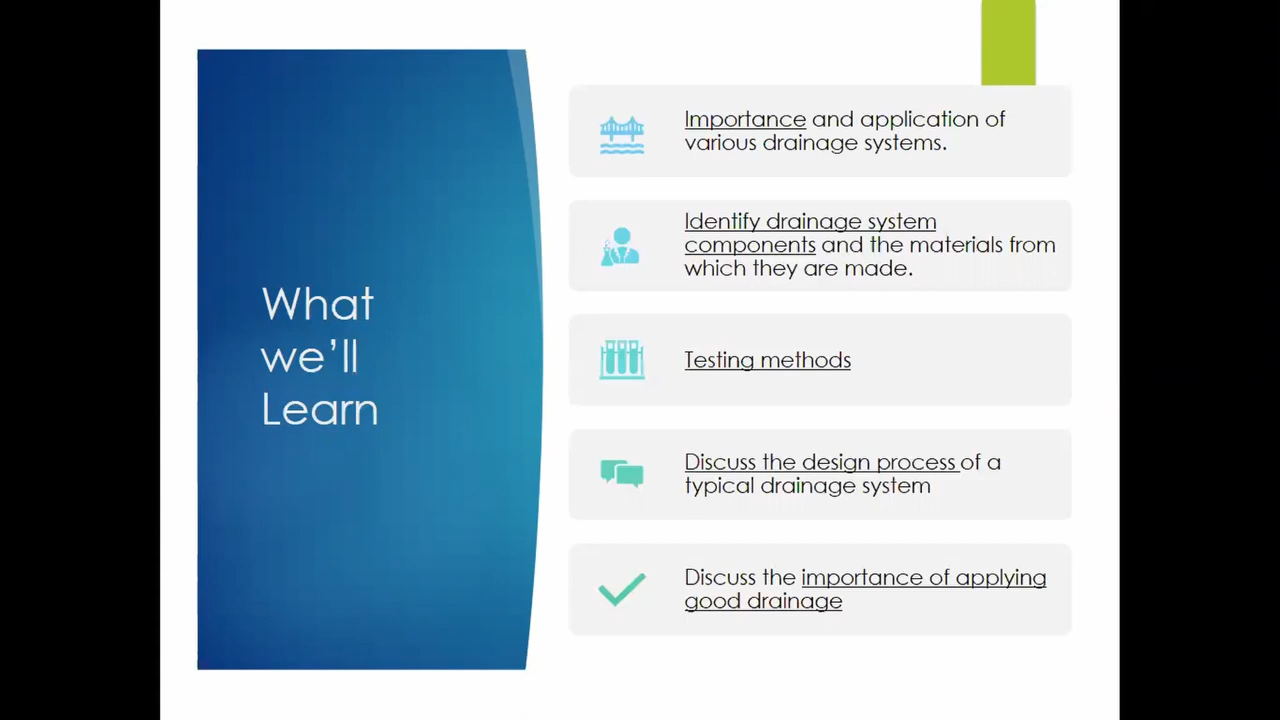 What
we'll
Learn
Importance and application of
various drainage systems.
Identify drainage system
components and the materials from
which they are made.
Testing methods
Discuss the design process of a
typical drainage system
Discuss the importance of applying
good drainage